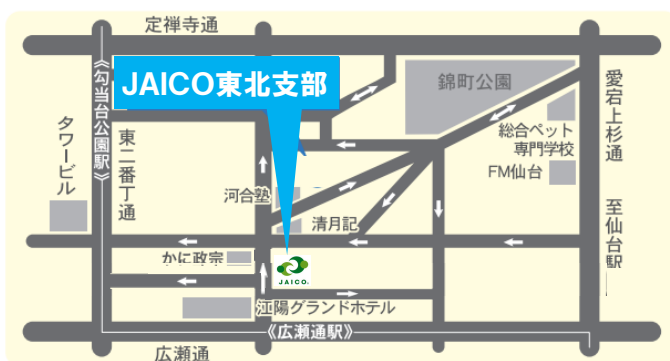 定禅寺通
JAICO東北支部
錦町公園
《勾当台公園駅》
愛宕上杉通
タワービル
東二番丁通
総合ペット
専門学校
FM仙台
河合塾
清月記
至仙台駅
かに政宗
JAICO
江陽グランドホテル
《広瀬通駅》
広瀬通